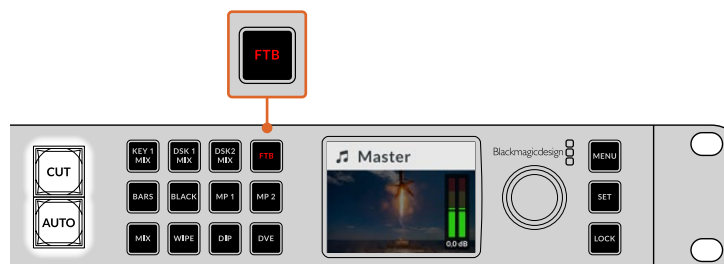 FTB
KEY 1 MIX
DSK 1 MIX
DSK2 MIX
FTB
♫ Master
Blackmagicdesign
MENU
CUT
BARS
BLACK
MP 1
MP 2
SET
AUTO
MIX
WIPE
DIP
DVE
0.0 dB
LOCK